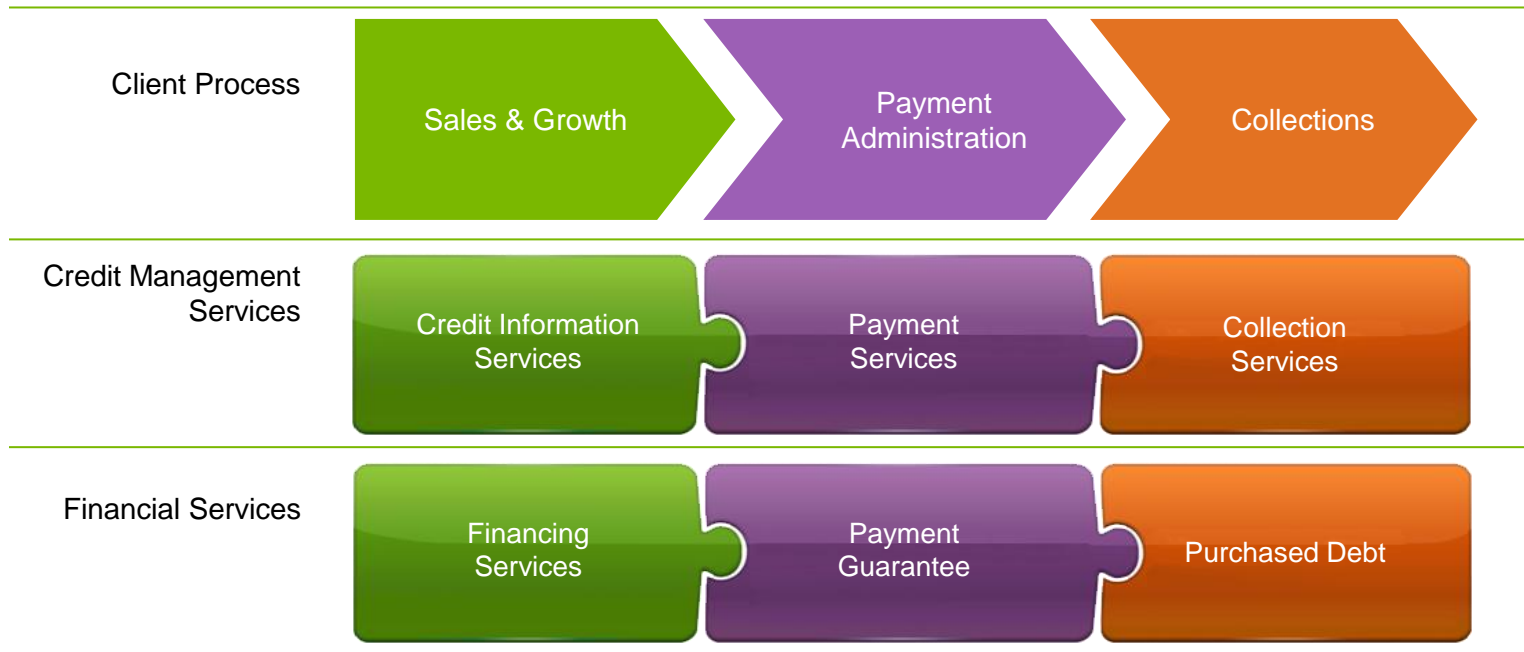 Client Process
Sales & Growth
Payment
Administration
Collections
Credit Management
Services
Credit Information
Services
Payment
Services
Collection
Services
Financial Services
Financing
Services
Payment
Guarantee
Purchased Debt